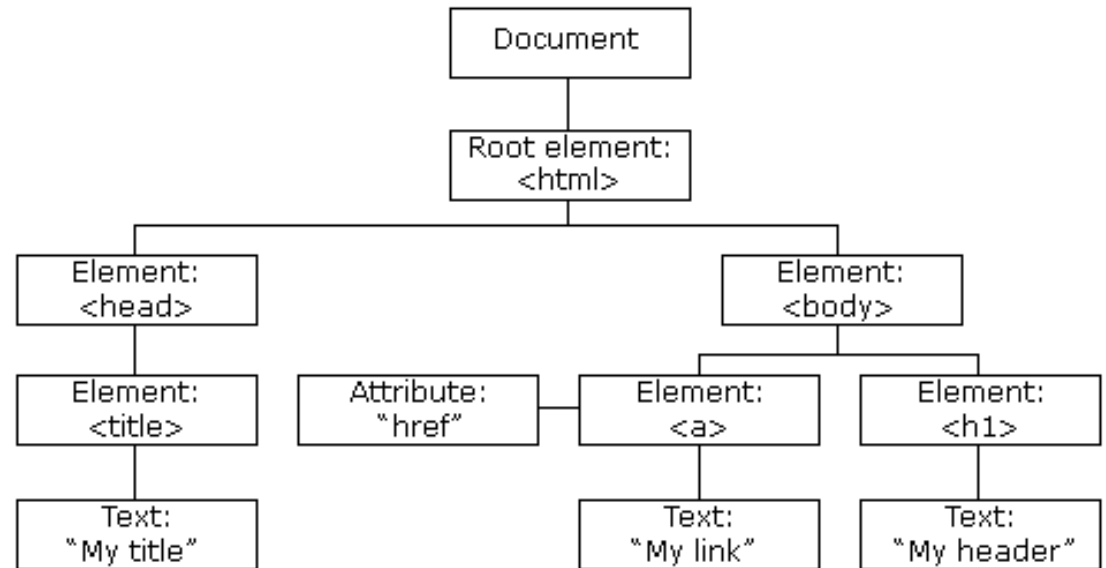 Document
Root element:
<html>
Element:
<head>
Element:
<body>
Element:
<title>
Attribute:
“href”
Element:
<a>
Element:
<h1>
Text:
“My title”
Text:
“My link”
Text:
“My header”